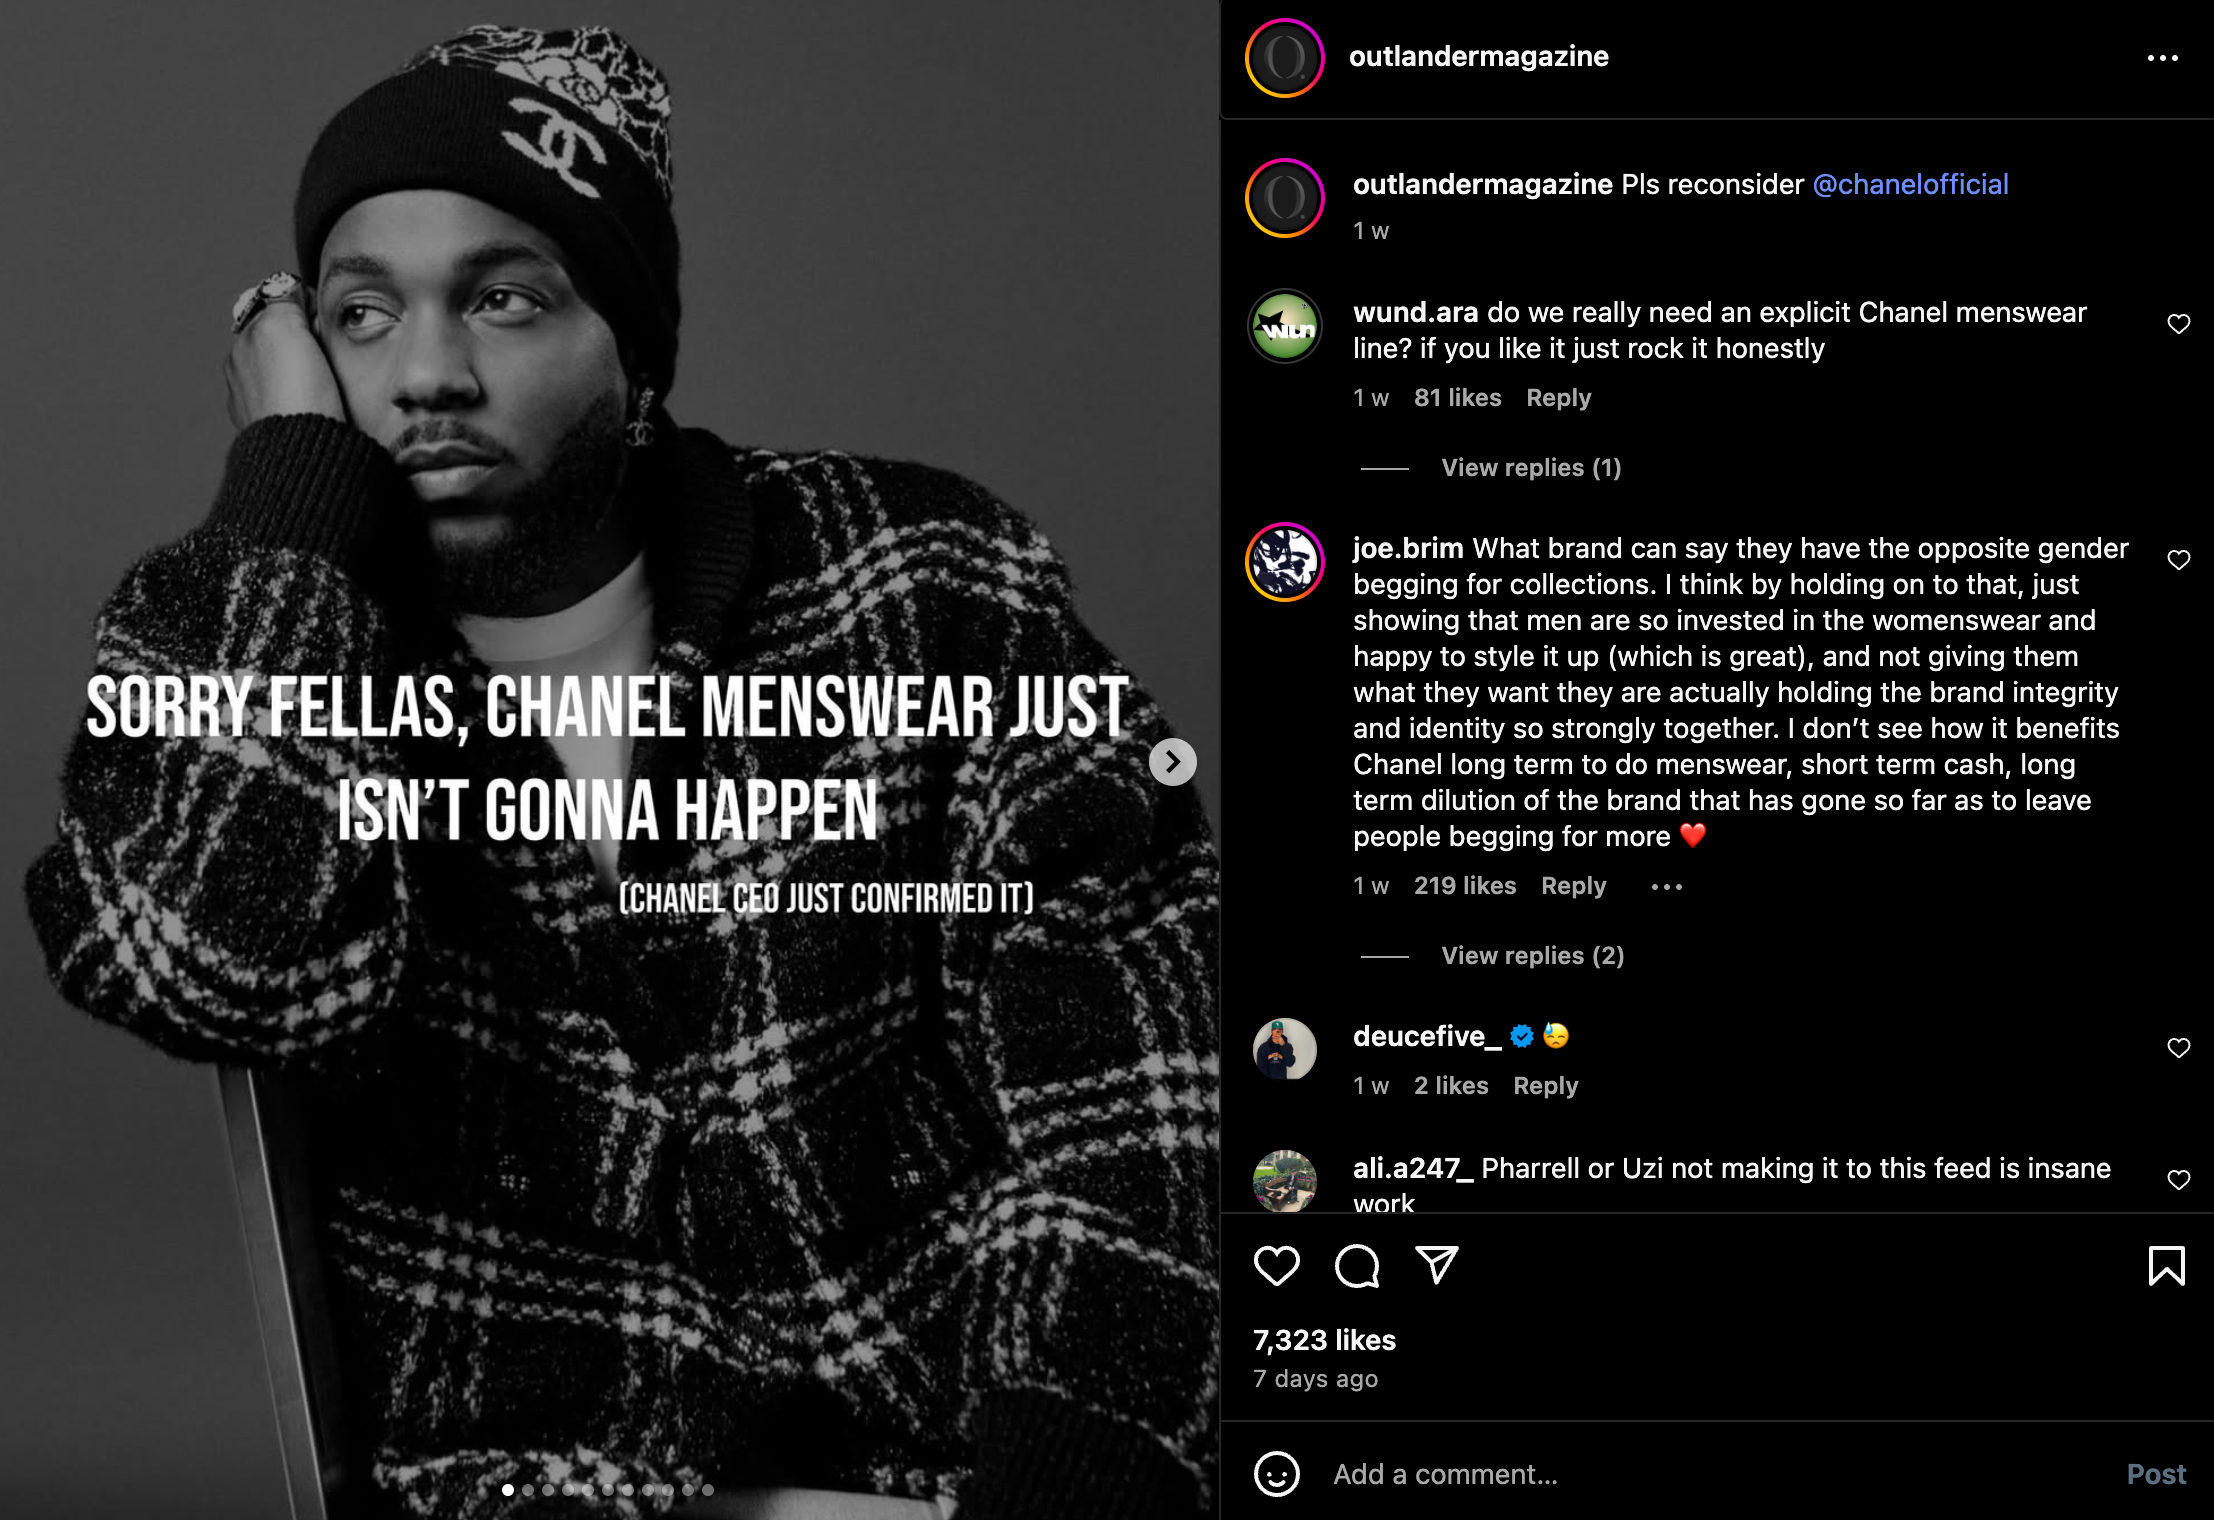 SORRY FELLAS, CHANEL MENSWEAR JUST
ISN'T GONNA HAPPEN
(CHANEL CEO JUST CONFIRMED IT)
outlandermagazine
outlandermagazine Pls reconsider @chanelofficial
1 w
WUN
wund.ara do we really need an explicit Chanel menswear
line? if you like it just rock it honestly
1 w 81 likes Reply
View replies (1)
joe.brim What brand can say they have the opposite gender
begging for collections. I think by holding on to that, just
showing that men are so invested in the womenswear and
happy to style it up (which is great), and not giving them
what they want they are actually holding the brand integrity
and identity so strongly together. I don’t see how it benefits
Chanel long term to do menswear, short term cash, long
term dilution of the brand that has gone so far as to leave
people begging for more ❤️
1 w 219 likes Reply
View replies (2)
deucefive_ 😓
1 w 2 likes Reply
ali.a247_ Pharrell or Uzi not making it to this feed is insane
work
7,323 likes
7 days ago
Add a comment...
Post